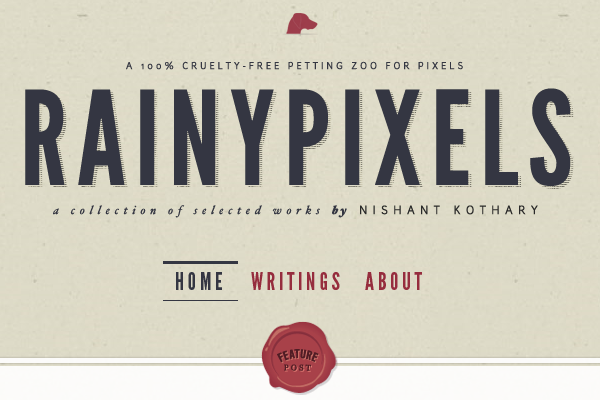 A 100% CRUELTY-FREE PETTING ZOO FOR PIXELS
RAINYPIXELS
a collection of selected works by NISHANT KOTHARY
HOME WRITINGS ABOUT
FEATURE
POST